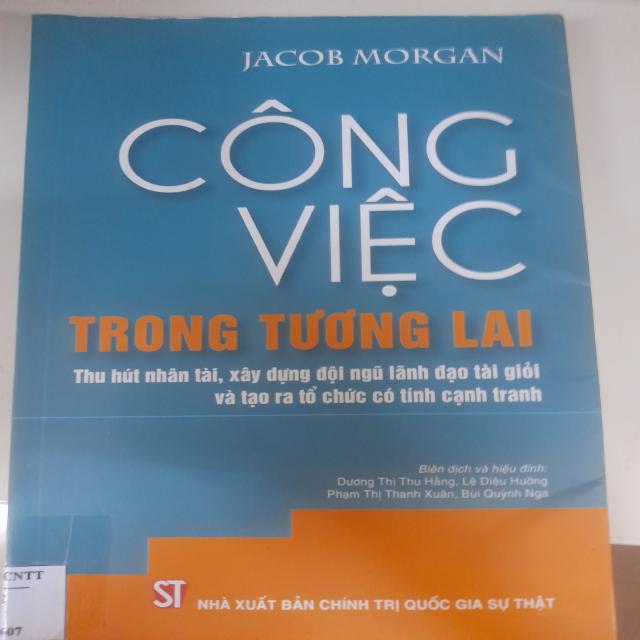 JACOB MORGAN
CÔNG
VIỆC
TRONG TƯƠNG LAI
Thu hút nhân tài, xây dựng đội ngũ lãnh đạo tài giỏi
và tạo ra tổ chức có tính cạnh tranh
Biên dịch và hiệu đính:
Dương Thị Thu Hằng, Lê Diệu Hường
Phạm Thị Thanh Xuân, Bùi Quỳnh Nga
CNTT
ST NHÀ XUẤT BẢN CHÍNH TRỊ QUỐC GIA SỰ THẬT
607